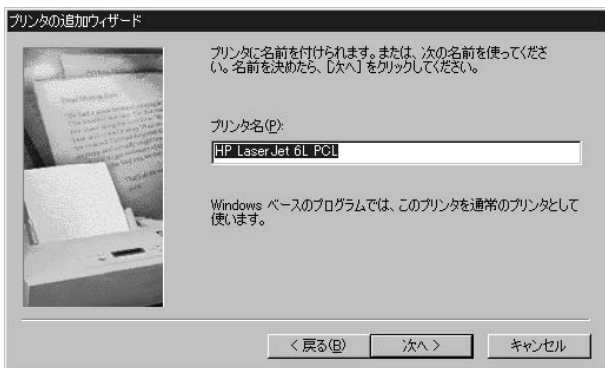 プリンタの追加ウィザード
プリンタに名前を付けられます。または、次の名前を使ってくださ
い。名前を決めたら、[次へ] をクリックしてください。
プリンタ名(P):
HP LaserJet 6L PCL
Windows ベースのプログラムでは、このプリンタを通常のプリンタとして
使います。
< 戻る(B)
次へ >
キャンセル